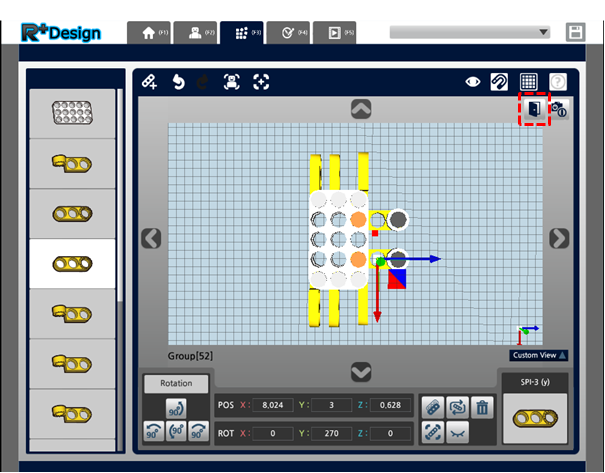 R+Design
(F1) (F2) (F3) (F4) (F5)
Group[52]
Custom View
Rotation
90° 90° 90° 90°
POS X: 8,024 Y: 3 Z: 0,628
ROT X: 0 Y: 270 Z: 0
SPI-3 (y)